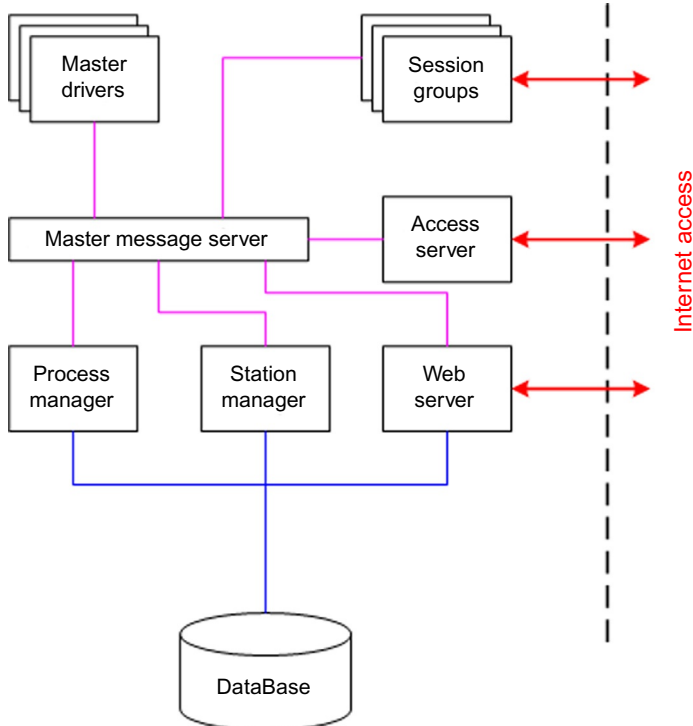 Master
drivers
Session
groups
Master message server
Access
server
Internet access
Process
manager
Station
manager
Web
server
DataBase